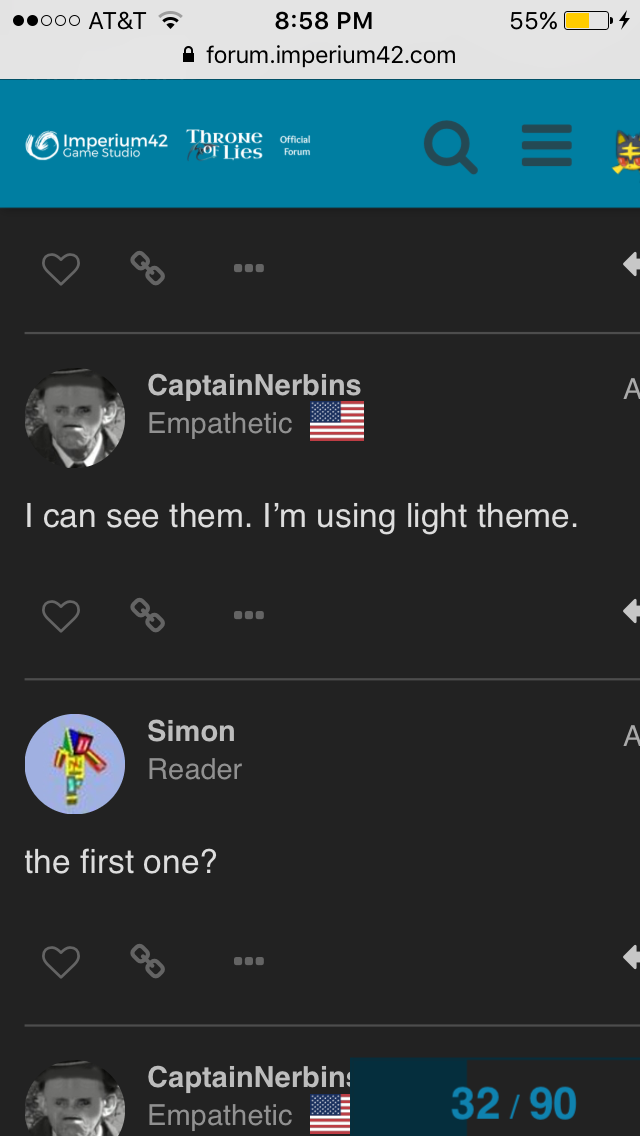 AT&T 8:58 PM 55%
forum.imperium42.com
Imperium42 Game Studio
Throne of Lies
Official Forum
CaptainNerbins
A
Empathetic
I can see them. I’m using light theme.
Simon
A
Reader
the first one?
CaptainNerbins
Empathetic
32 / 90